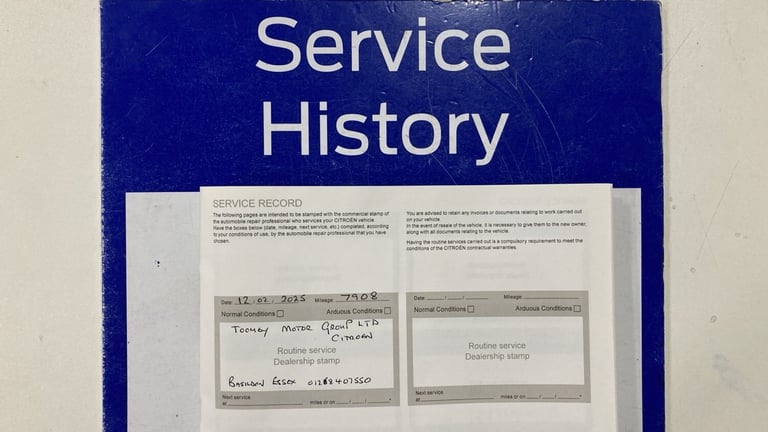 Service
History
SERVICE RECORD
The following pages are intended to be stamped with the commercial stamp of
the automobile repair professional who services your CITROËN vehicle.
Have the boxes below (date, mileage, next service, etc.) completed, according
to your conditions of use, by the automobile repair professional that you have
chosen.
You are advised to retain any invoices or documents relating to work carried out
on your vehicle.
In the event of resale of the vehicle, it is necessary to give them to the new owner,
along with all documents relating to the vehicle.
Having the routine services carried out is a compulsory requirement to meet the
conditions of the CITROËN contractual warranties.
Date: 12.02.2025 Mileage 7908
Normal Conditions Arduous Conditions
TOOMEY MOTOR GROUP LTD
CITROEN
Routine service
Dealership stamp
BASILDON ESSEX 01268407550
Next service
at miles or on / / *
Date: / / Mileage
Normal Conditions Arduous Conditions
Routine service
Dealership stamp
Next service
at miles or on / / *